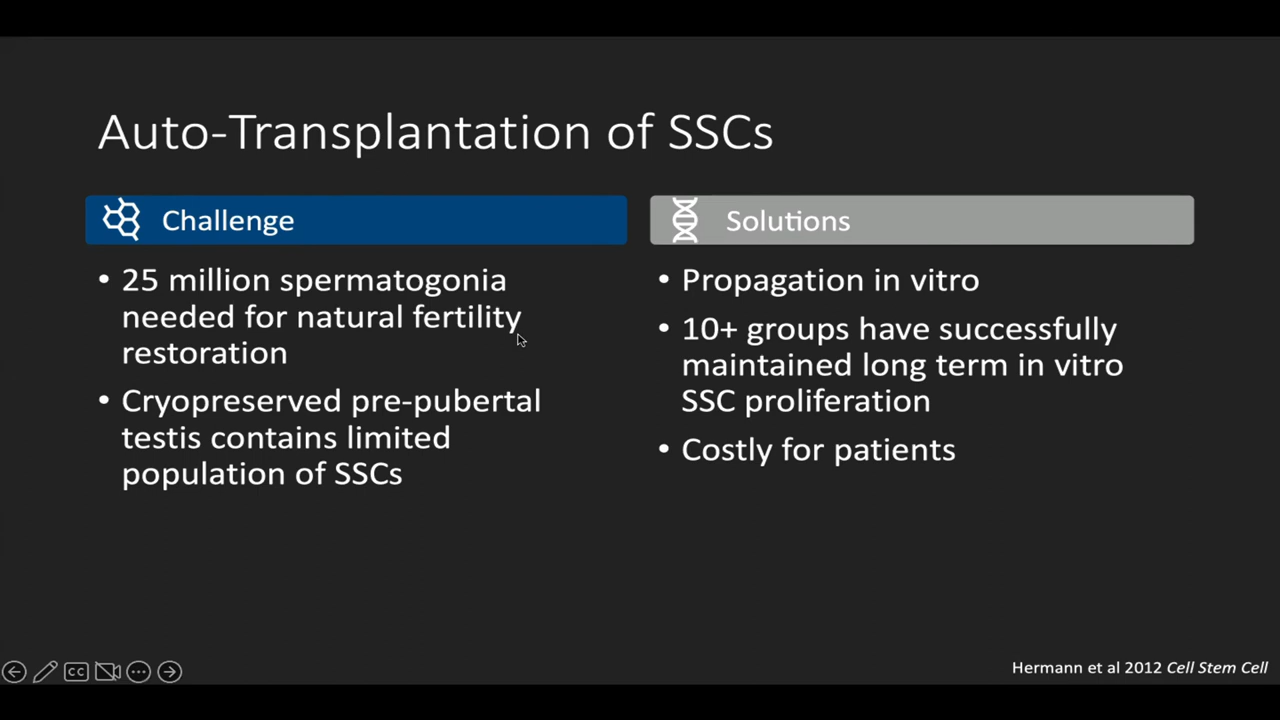 Auto-Transplantation of SSCs
Challenge
• 25 million spermatogonia
needed for natural fertility
restoration
• Cryopreserved pre-pubertal
testis contains limited
population of SSCs
Solutions
• Propagation in vitro
• 10+ groups have successfully
maintained long term in vitro
SSC proliferation
• Costly for patients
CC
Hermann et al 2012 Cell Stem Cell